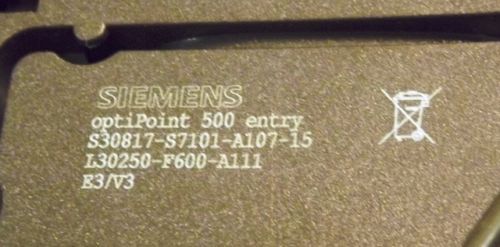 SIEMENS
optiPoint 500 entry
S30817-S7101-A107-15
L30250-F600-A111
E3/V3